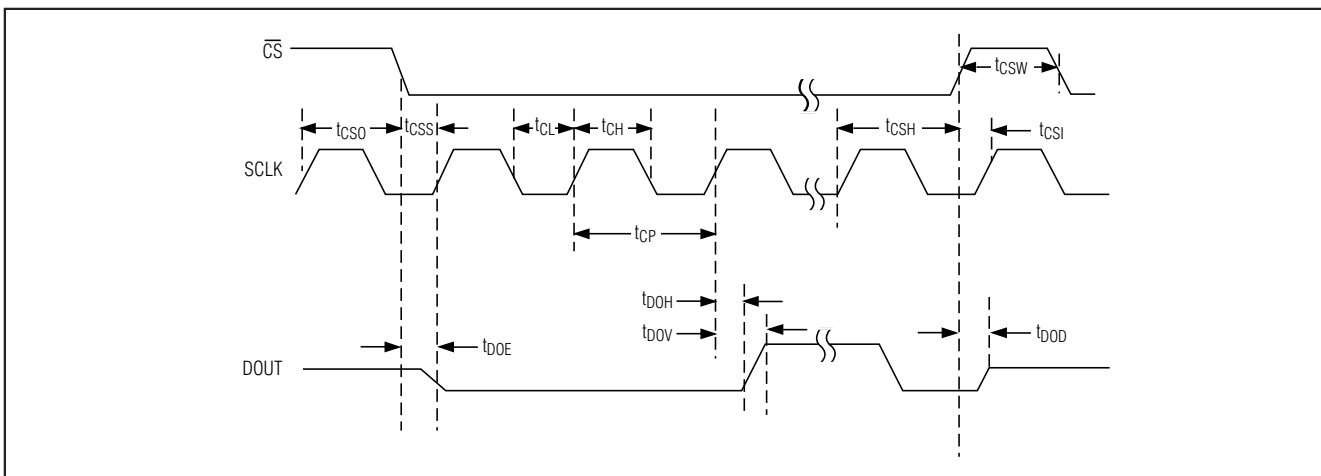 CS
tCSW
tCSO
tCSS
tCL
tCH
tCSH
tCSI
SCLK
tCP
tDOH
tDOV
tDOE
tDOD
DOUT